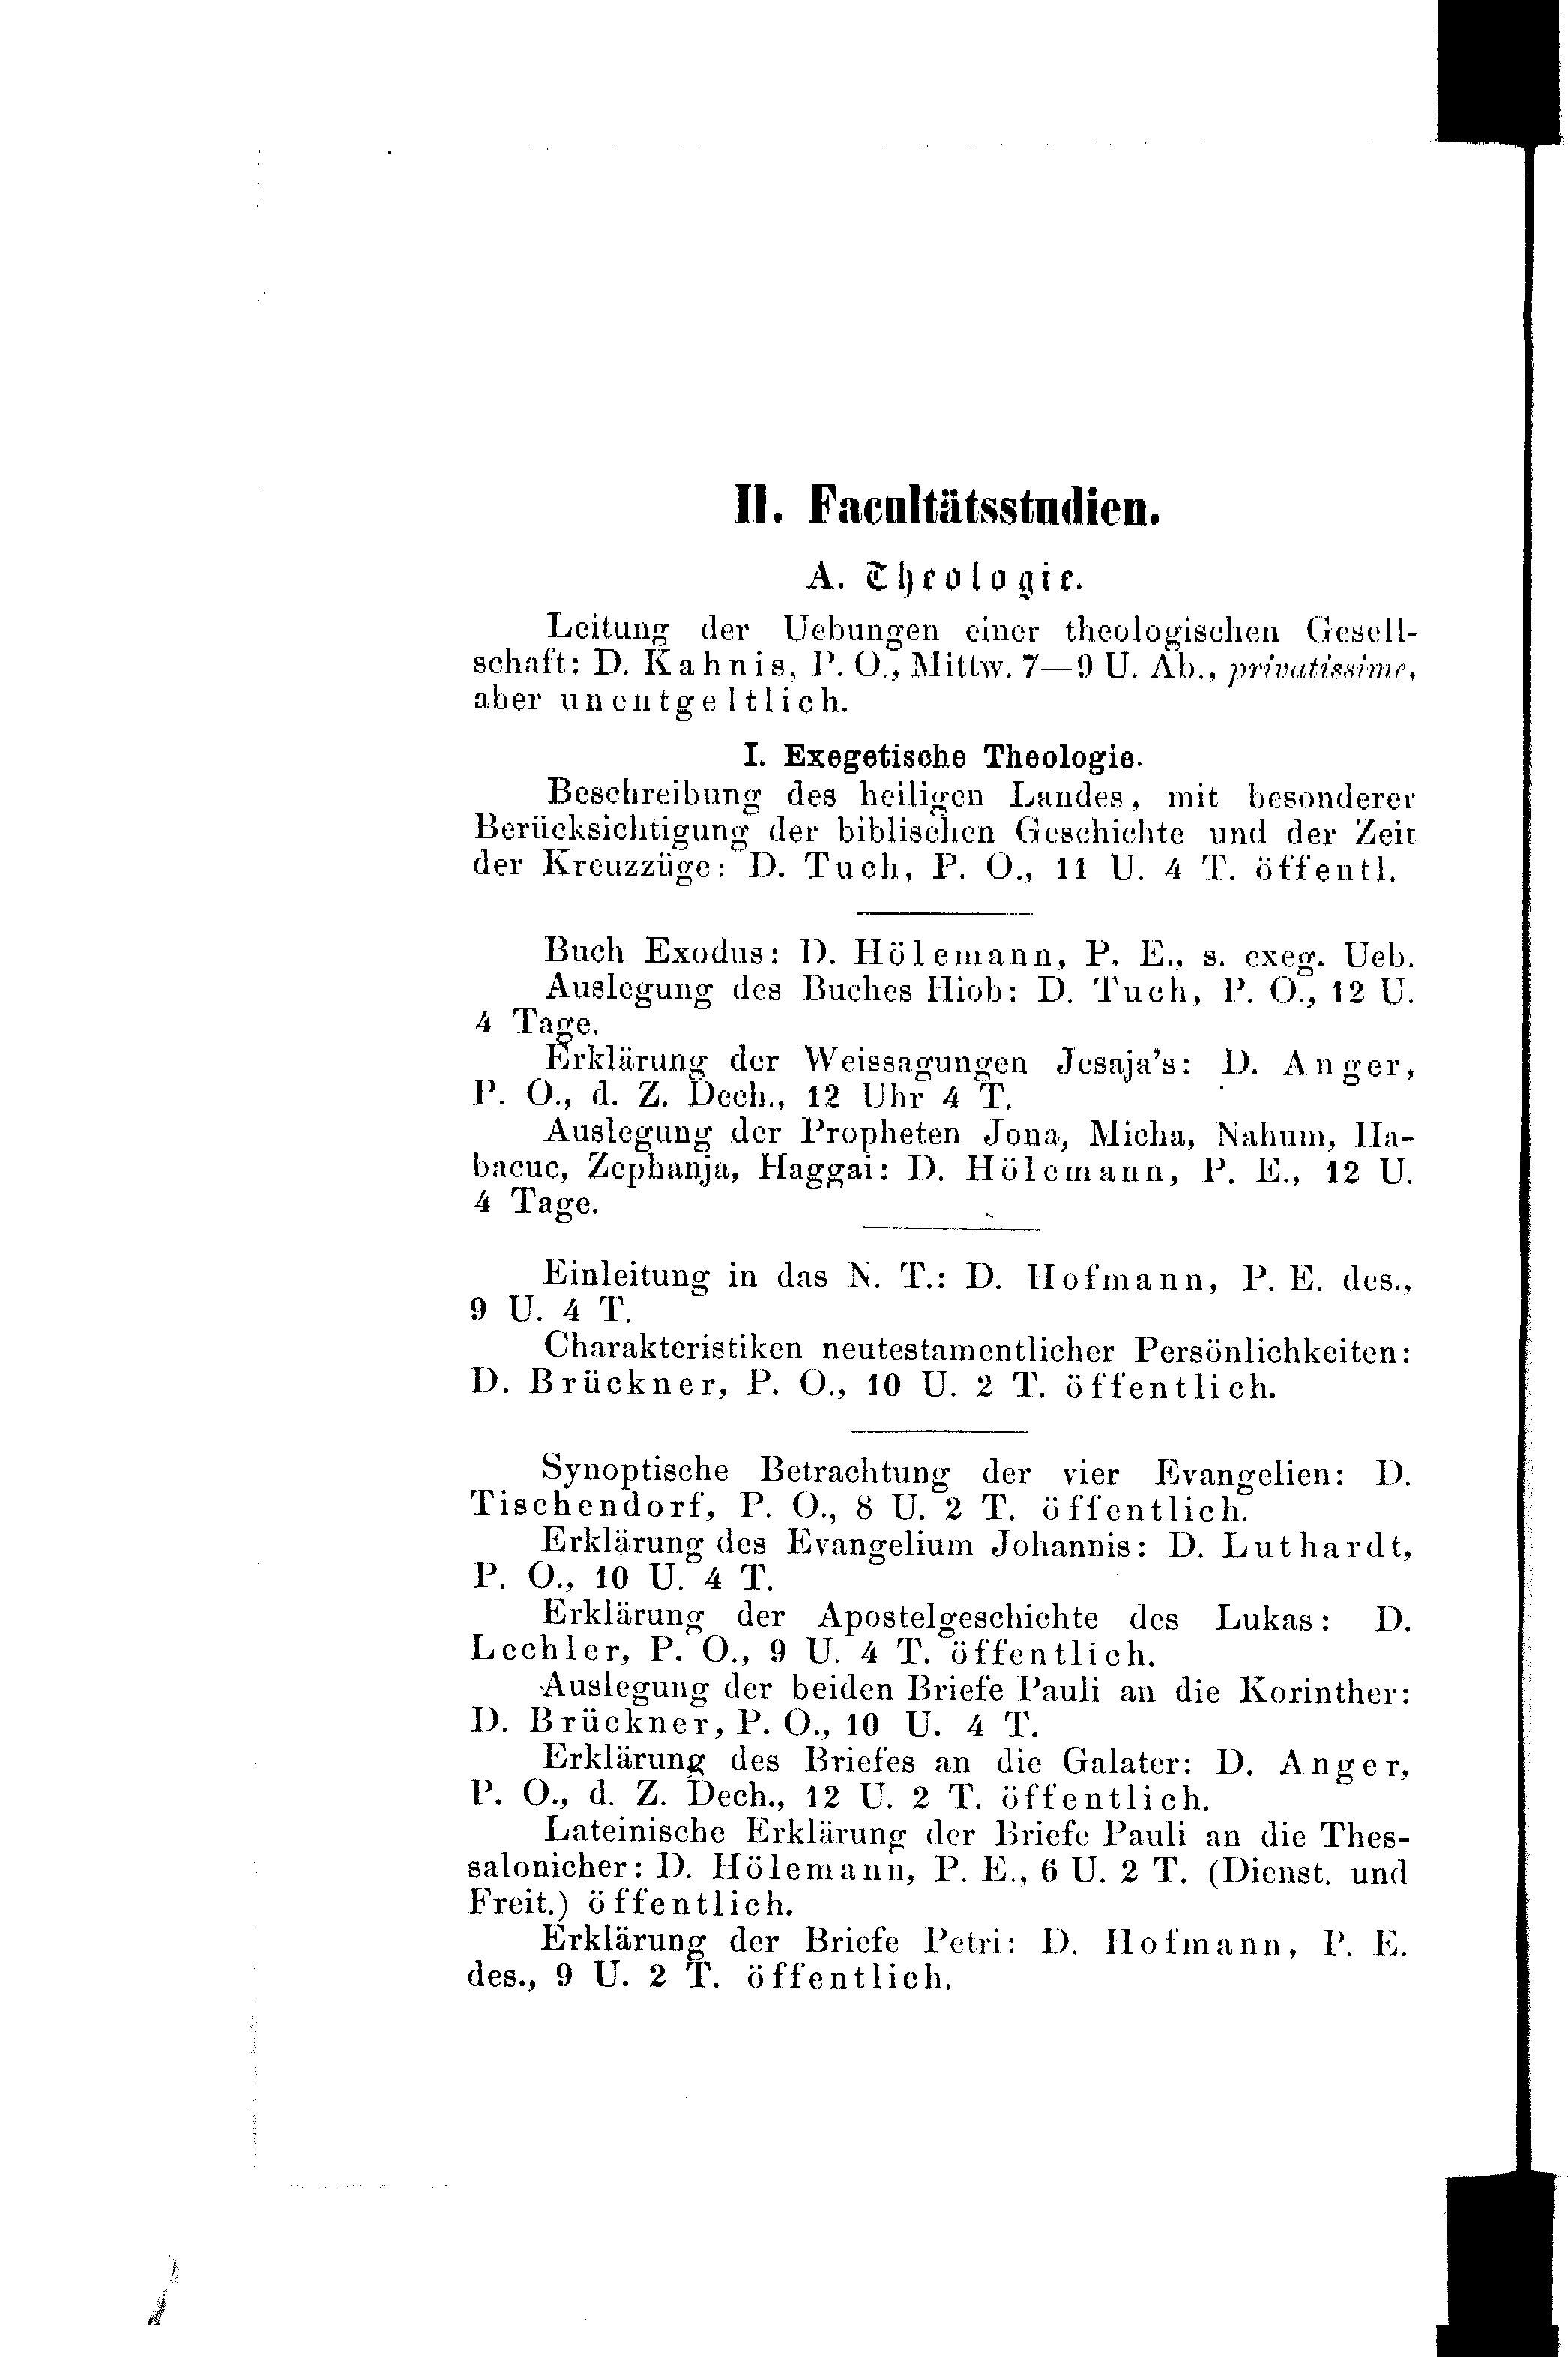 II. Facultätsstudien.
A. Theologie.
Leitung der Uebungen einer theologischen Gesell-
schaft: D. Kahnis, P. O., Mittw. 7—9 U. Ab., privatissime,
aber unentgeltlich.
I. Exegetische Theologie.
Beschreibung des heiligen Landes, mit besonderer
Berücksichtigung der biblischen Geschichte und der Zeit
der Kreuzzüge: D. Tuch, P. O., 11 U. 4 T. öffentl.
Buch Exodus: D. Hölemann, P. E., s. exeg. Ueb.
Auslegung des Buches Hiob: D. Tuch, P. O., 12 U.
4 Tage.
Erklärung der Weissagungen Jesaja's: D. Anger,
P. O., d. Z. Dech., 12 Uhr 4 T.
Auslegung der Propheten Jona, Micha, Nahum, Ha-
bacuc, Zephanja, Haggai: D. Hölemann, P. E., 12 U.
4 Tage.
Einleitung in das N. T.: D. Hofmann, P. E. des.,
9 U. 4 T.
Charakteristiken neutestamentlicher Persönlichkeiten:
D. Brückner, P. O., 10 U. 2 T. öffentlich.
Synoptische Betrachtung der vier Evangelien: D.
Tischendorf, P. O., 8 U. 2 T. öffentlich.
Erklärung des Evangelium Johannis: D. Luthardt,
P. O., 10 U. 4 T.
Erklärung der Apostelgeschichte des Lukas: D.
Lechler, P. O., 9 U. 4 T. öffentlich.
Auslegung der beiden Briefe Pauli an die Korinther:
D. Brückner, P. O., 10 U. 4 T.
Erklärung des Briefes an die Galater: D. Anger,
P. O., d. Z. Dech., 12 U. 2 T. öffentlich.
Lateinische Erklärung der Briefe Pauli an die Thes-
salonicher: D. Hölemann, P. E., 6 U. 2 T. (Dienst. und
Freit.) öffentlich.
Erklärung der Briefe Petri: D. Hofmann, P. E.
des., 9 U. 2 T. öffentlich.